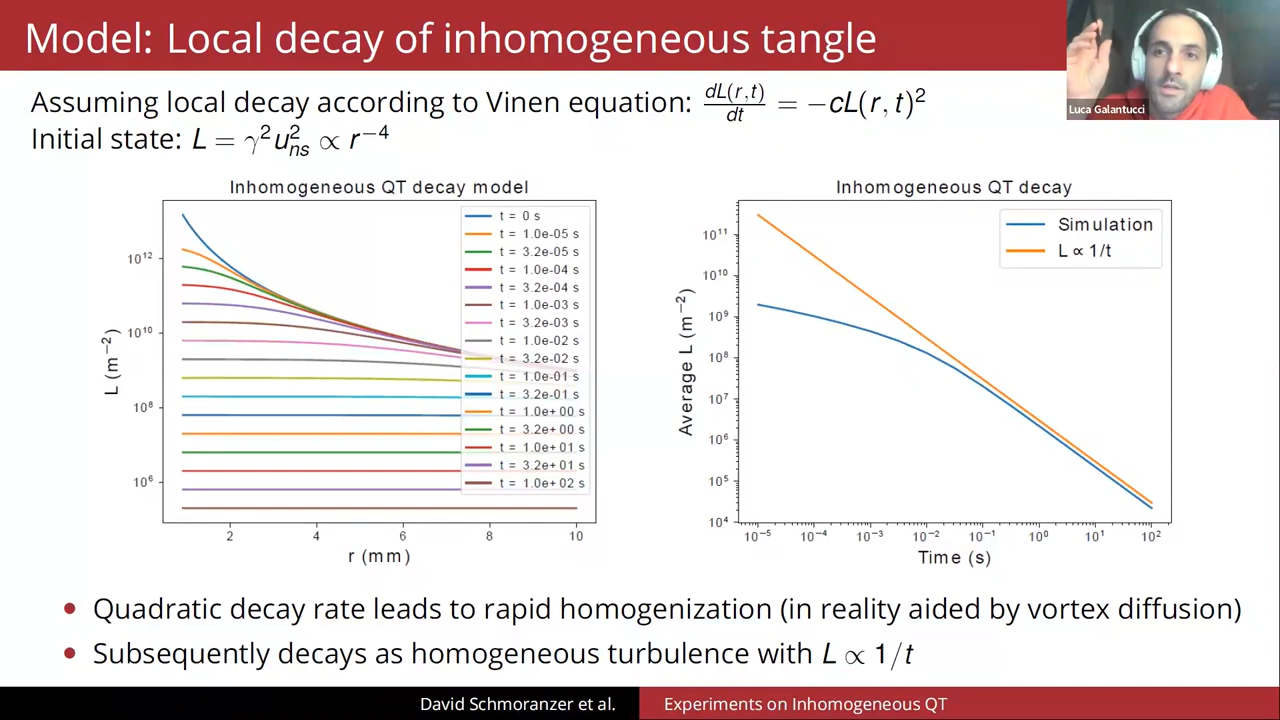 Model: Local decay of inhomogeneous tangle
Luca Galantucci
Assuming local decay according to Vinen equation: dL(r,t)/dt = −cL(r, t)²
Initial state: L = γ²u²ₙₛ ∝ r⁻⁴
Inhomogeneous QT decay model
L (m⁻²)
10¹²
10¹⁰
10⁸
10⁶
t = 0 s
t = 1.0e-05 s
t = 3.2e-05 s
t = 1.0e-04 s
t = 3.2e-04 s
t = 1.0e-03 s
t = 3.2e-03 s
t = 1.0e-02 s
t = 3.2e-02 s
t = 1.0e-01 s
t = 3.2e-01 s
t = 1.0e+00 s
t = 3.2e+00 s
t = 1.0e+01 s
t = 3.2e+01 s
t = 1.0e+02 s
2 4 6 8 10
r (mm)
Inhomogeneous QT decay
Simulation
L ∝ 1/t
Average L (m⁻²)
10¹¹
10¹⁰
10⁹
10⁸
10⁷
10⁶
10⁵
10⁴
10⁻⁵ 10⁻⁴ 10⁻³ 10⁻² 10⁻¹ 10⁰ 10¹ 10²
Time (s)
• Quadratic decay rate leads to rapid homogenization (in reality aided by vortex diffusion)
• Subsequently decays as homogeneous turbulence with L ∝ 1/t
David Schmoranzer et al. Experiments on Inhomogeneous QT